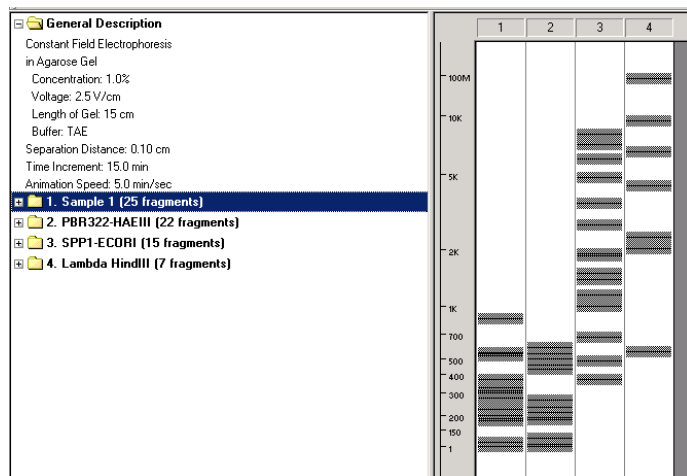 General Description
Constant Field Electrophoresis
in Agarose Gel
Concentration: 1.0%
Voltage: 2.5 V/cm
Length of Gel: 15 cm
Buffer: TAE
Separation Distance: 0.10 cm
Time Increment: 15.0 min
Animation Speed: 5.0 min/sec
1. Sample 1 (25 fragments)
2. PBR322-HAEIII (22 fragments)
3. SPP1-ECORI (15 fragments)
4. Lambda HindIII (7 fragments)
1 2 3 4
100M
10K
5K
2K
1K
700
500
400
300
200
150
1